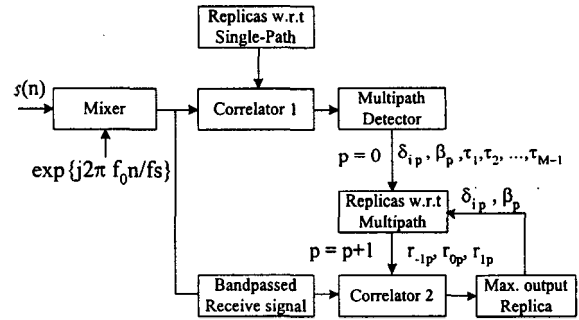 Replicas w.r.t
Single-Path
s(n)
Mixer
Correlator 1
Multipath
Detector
exp{j2π f₀n/fs}
p = 0
δᵢₚ , βₚ ,τ₁,τ₂, ...,τM−1
Replicas w.r.t
Multipath
δᵢₚ , βₚ
p = p+1
r₋₁ₚ, r₀ₚ, r₁ₚ
Bandpassed
Receive signal
Correlator 2
Max. output
Replica